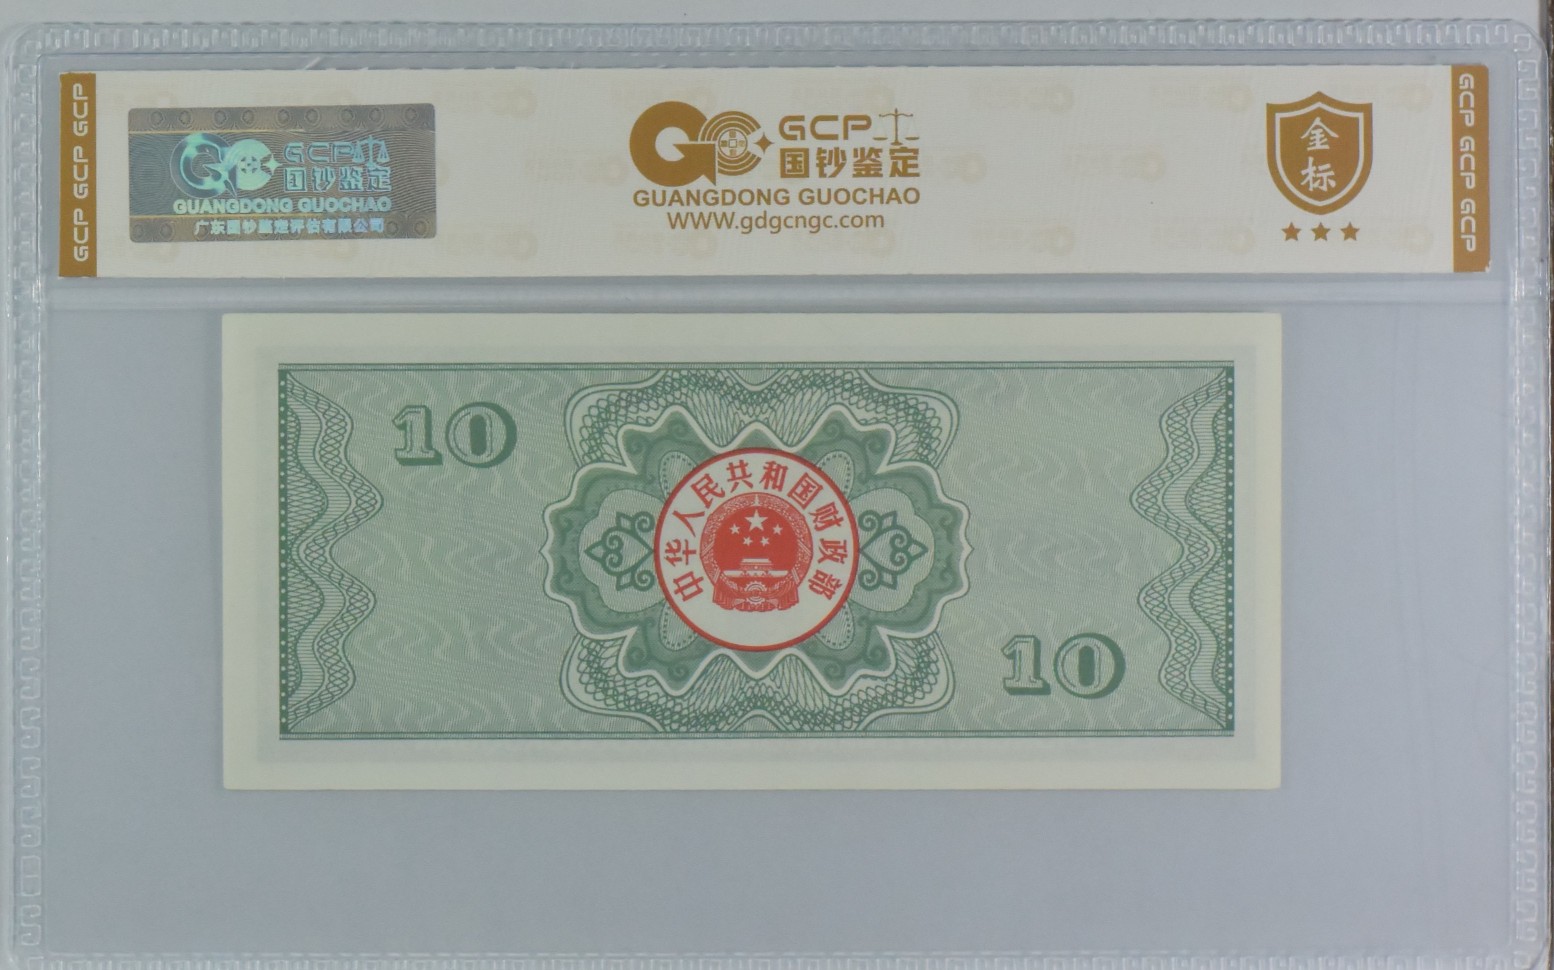 GCP GCP GCP
GCP
国钞鉴定
GUANGDONG GUOCHAO
广东国钞鉴定评估有限公司
GCP
国钞鉴定
GUANGDONG GUOCHAO
WWW.gdgcngc.com
金
标
GCP GCP GCP
10
中华人民共和国财政部
10